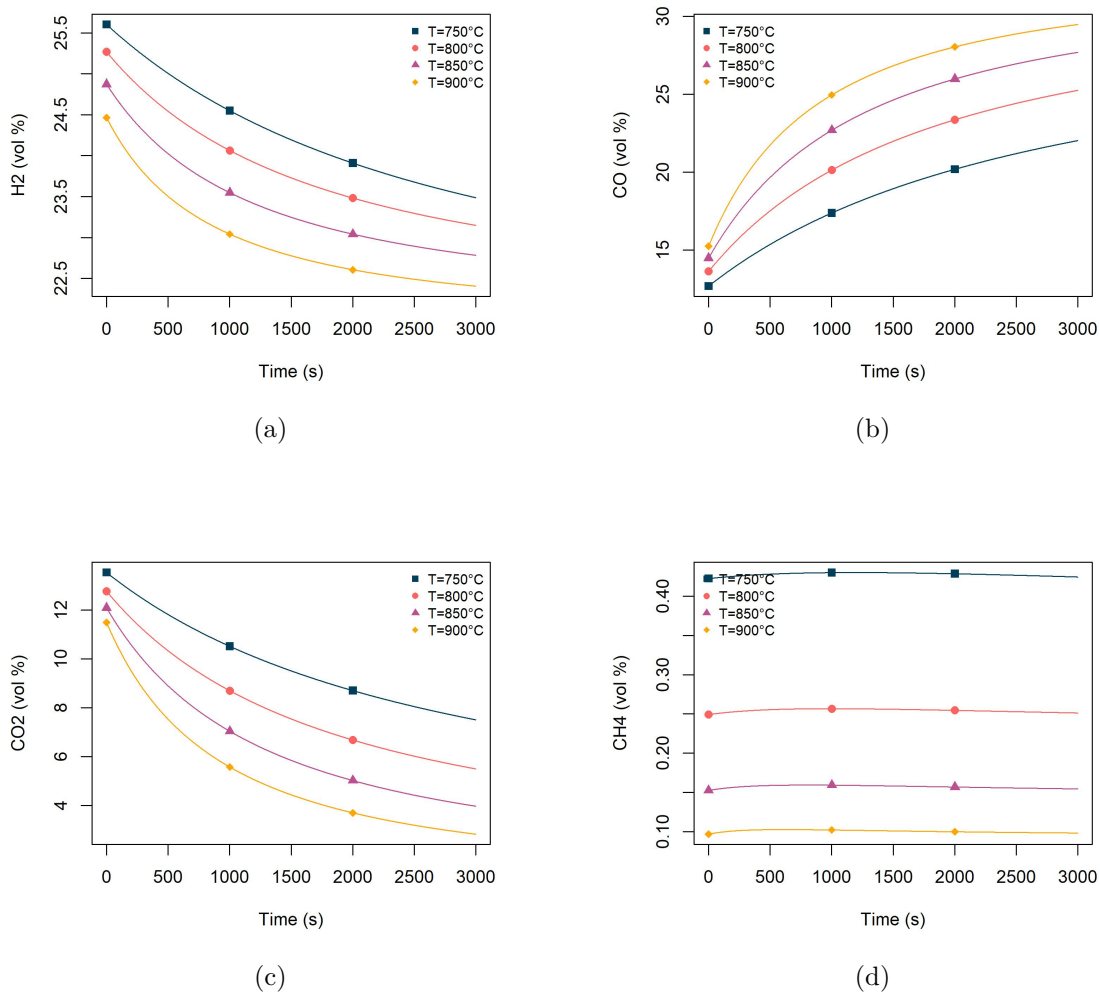 H2 (vol %)
25.5
24.5
23.5
22.5
T=750°C
T=800°C
T=850°C
T=900°C
0 500 1000 1500 2000 2500 3000
Time (s)
(a)
CO (vol %)
30
25
20
15
T=750°C
T=800°C
T=850°C
T=900°C
0 500 1000 1500 2000 2500 3000
Time (s)
(b)
CO2 (vol %)
12
10
8
6
4
T=750°C
T=800°C
T=850°C
T=900°C
0 500 1000 1500 2000 2500 3000
Time (s)
(c)
CH4 (vol %)
0.40
0.30
0.20
0.10
T=750°C
T=800°C
T=850°C
T=900°C
0 500 1000 1500 2000 2500 3000
Time (s)
(d)